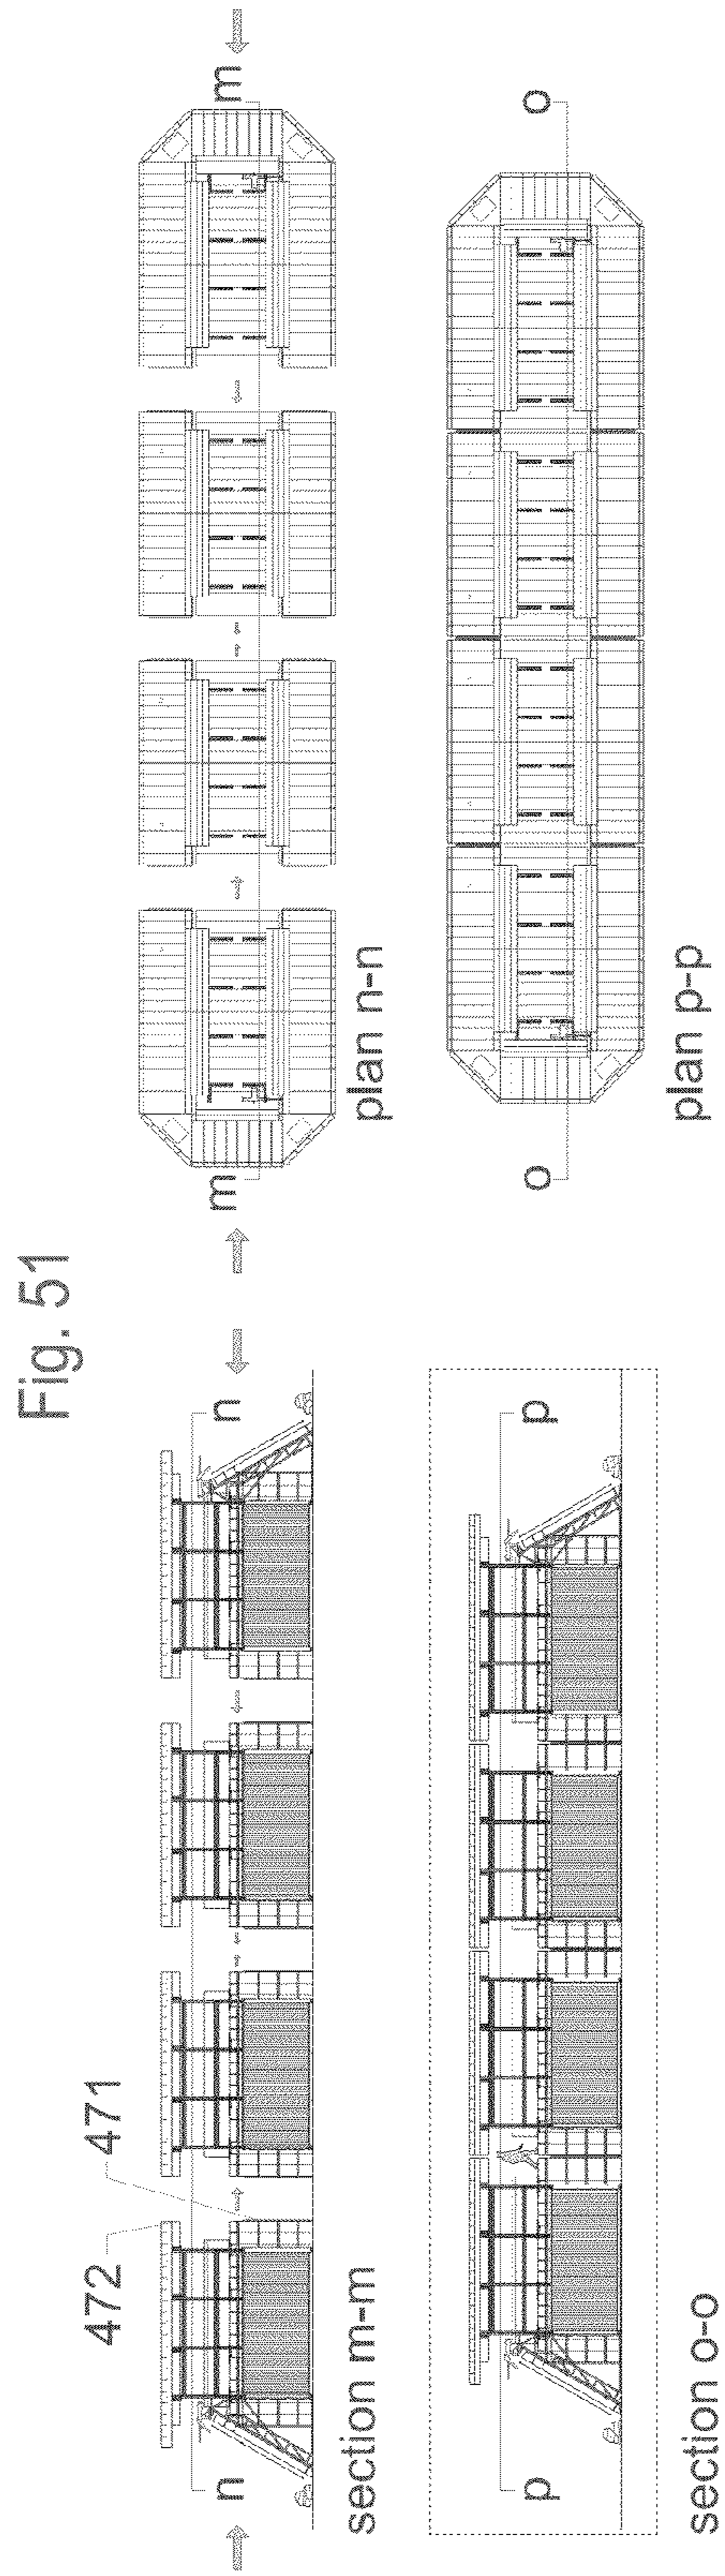 Fig. 51
472
471
n
n
section m-m
m
m
plan n-n
p
p
section o-o
o
o
plan p-p